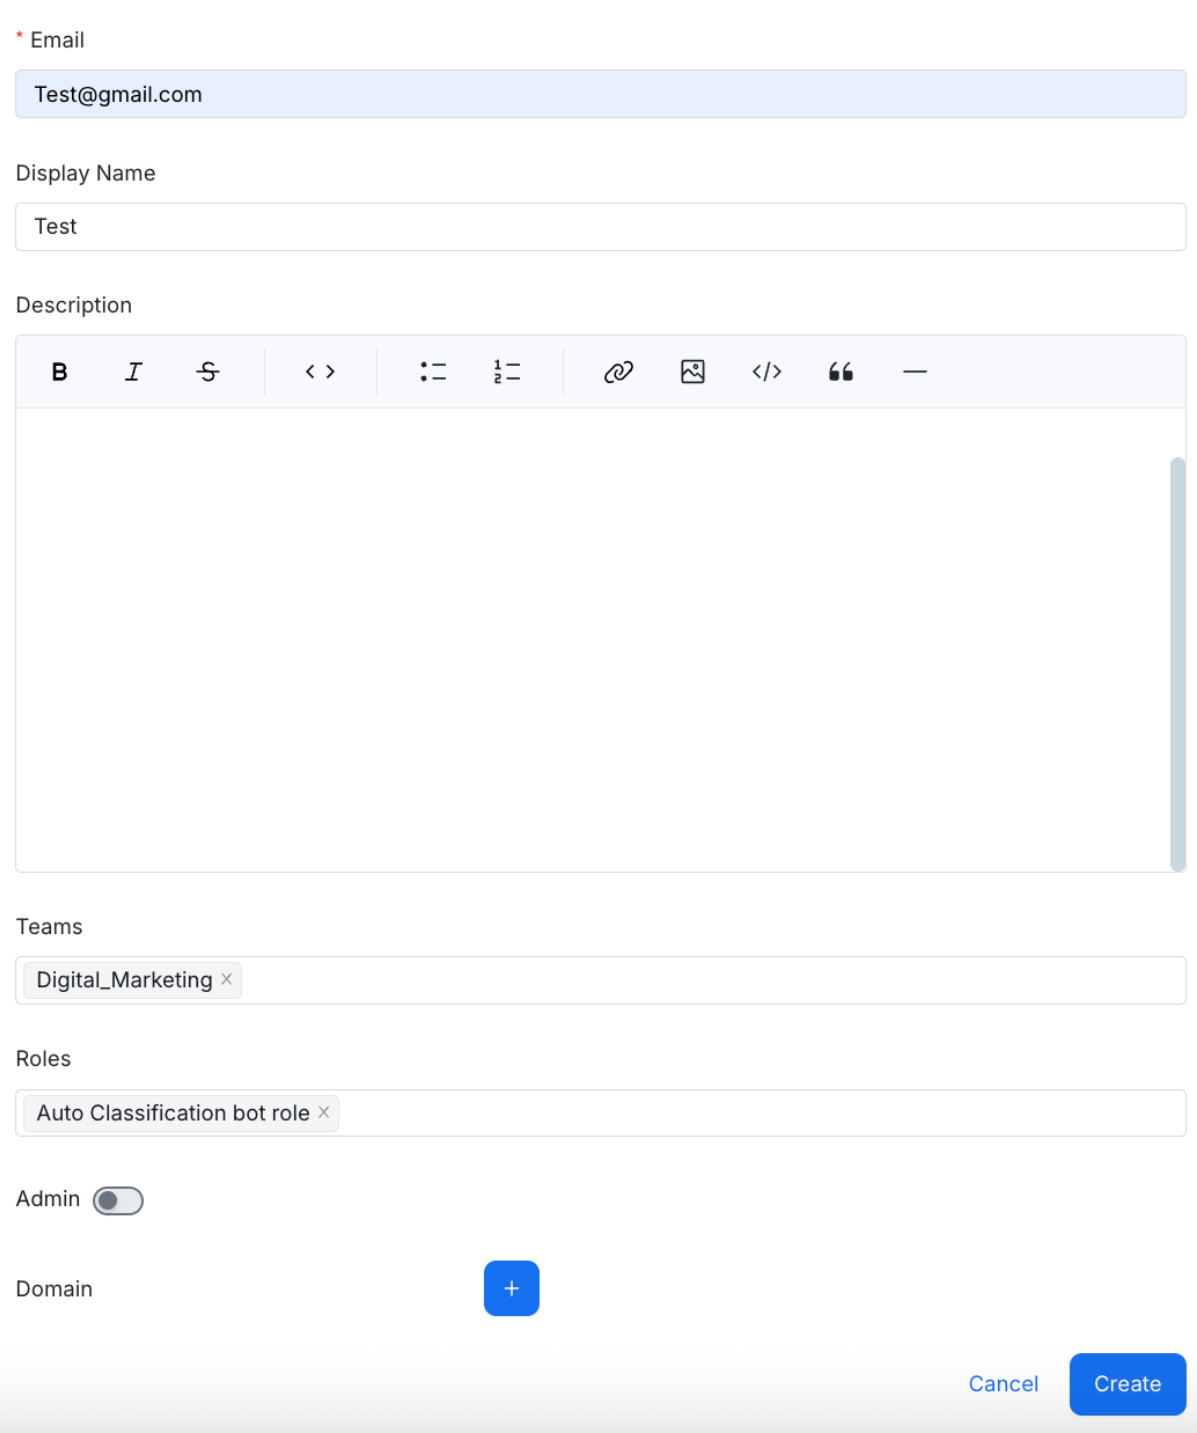 * Email
Test@gmail.com
Display Name
Test
Description
B I S
Teams
Digital_Marketing ×
Roles
Auto Classification bot role ×
Admin
Domain +
Cancel Create